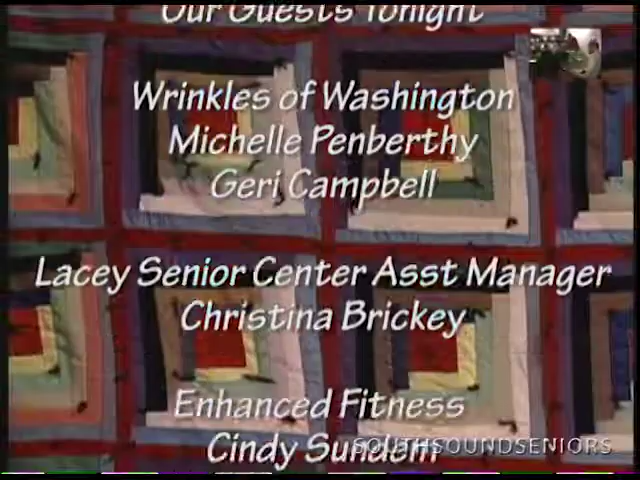 Our Guests Tonight
Wrinkles of Washington
Michelle Penberthy
Geri Campbell
Lacey Senior Center Asst Manager
Christina Brickey
Enhanced Fitness
Cindy Sundem
SOUTHSOUNDSENIORS